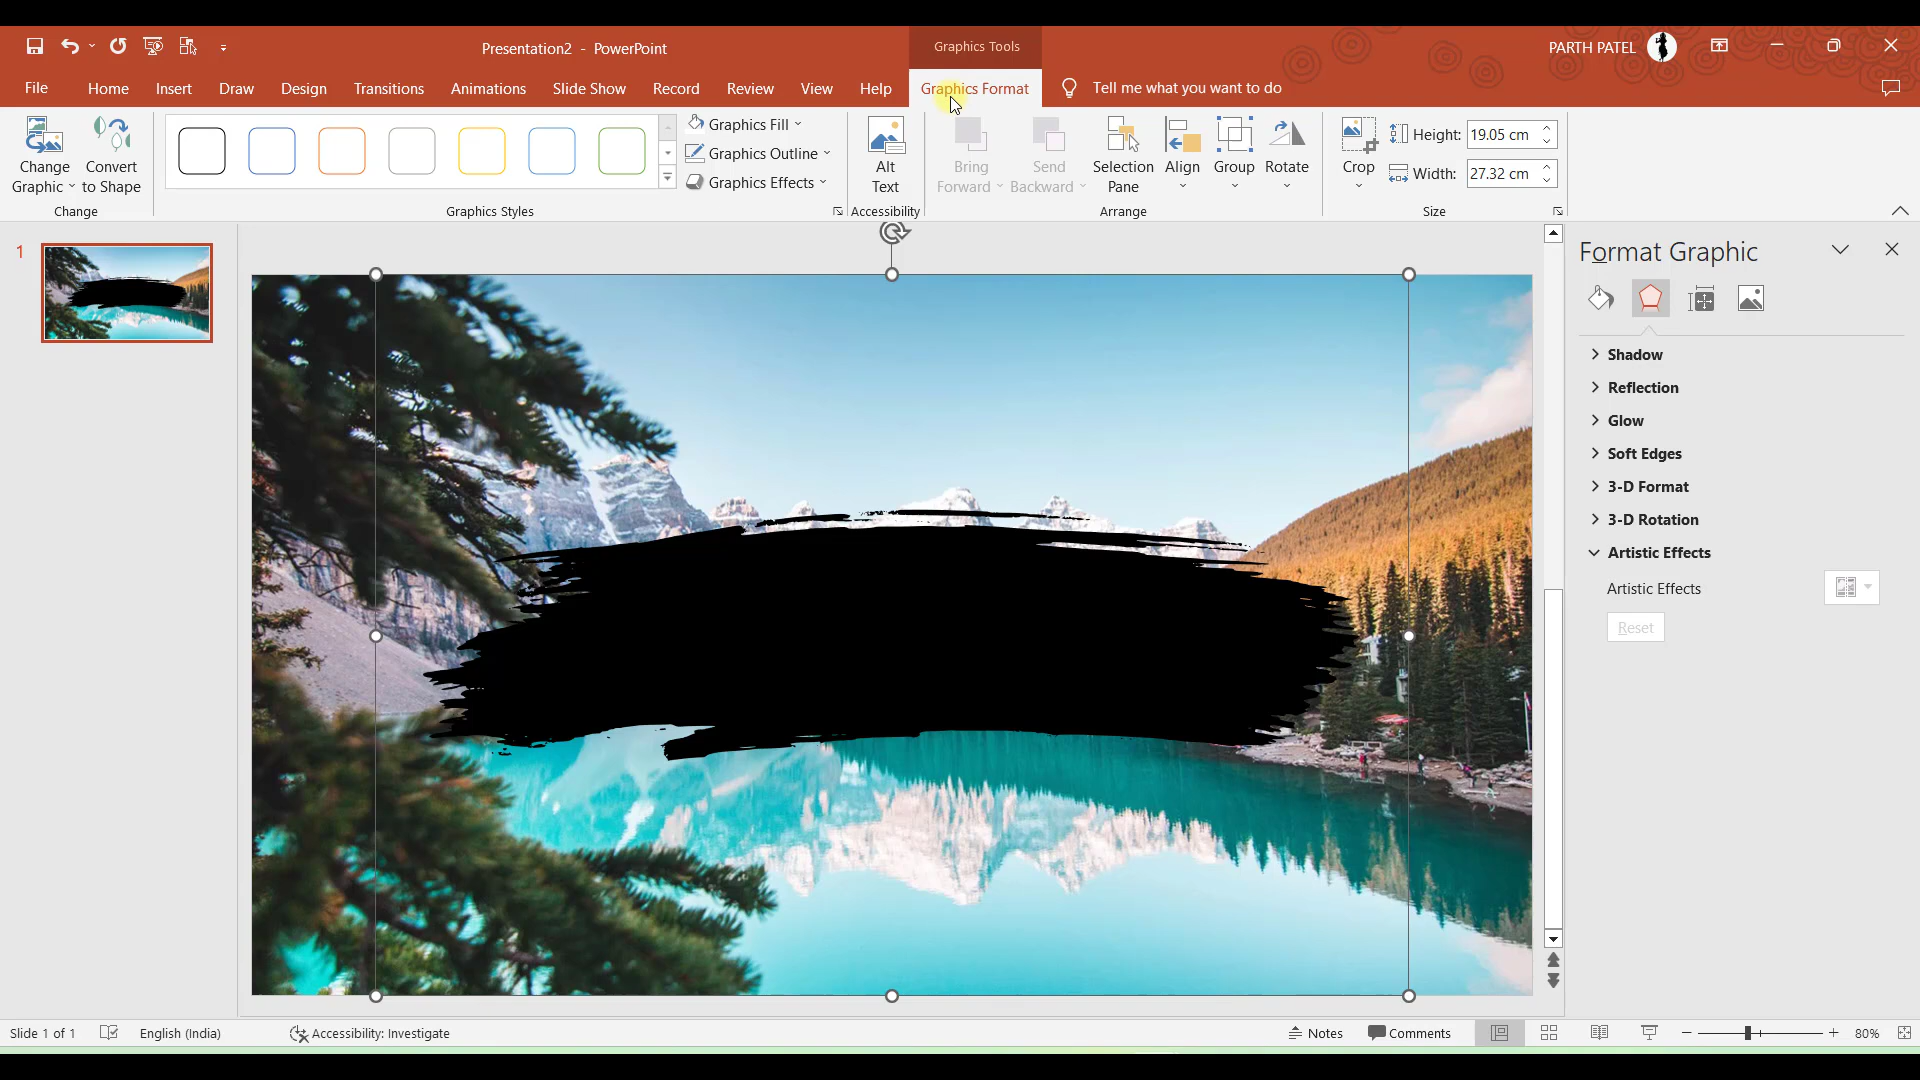 Presentation2 - PowerPoint
Graphics Tools
PARTH PATEL
File Home Insert Draw Design Transitions Animations Slide Show Record Review View Help Graphics Format Tell me what you want to do
Change Graphic
Convert to Shape
Change
Graphics Styles
Graphics Fill
Graphics Outline
Graphics Effects
Alt Text
Accessibility
Bring Forward
Send Backward
Selection Pane
Align
Group
Rotate
Arrange
Crop
Height: 19.05 cm
Width: 27.32 cm
Size
1
Format Graphic
Shadow
Reflection
Glow
Soft Edges
3-D Format
3-D Rotation
Artistic Effects
Artistic Effects
Reset
Slide 1 of 1 English (India) Accessibility: Investigate Notes Comments 80%